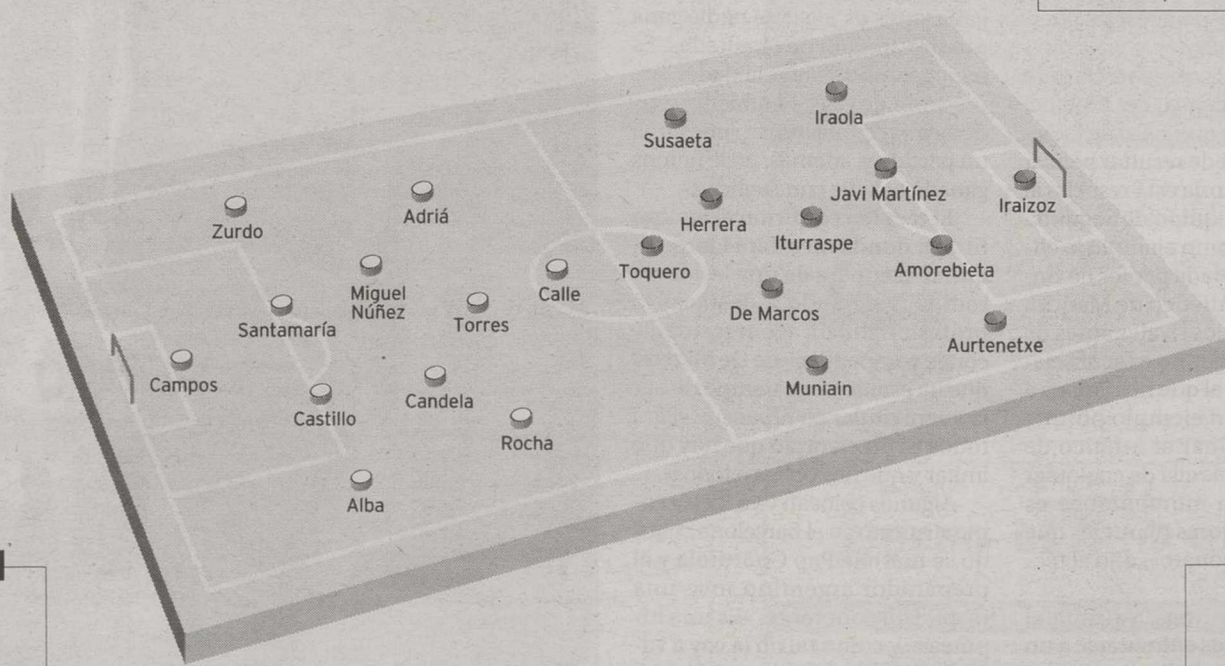 Iraola
Susaeta
Javi Martínez
Iraizoz
Zurdo
Adriá
Herrera
Iturraspe
Toquero
Amorebieta
Miguel
Núñez
Calle
Santamaría
Torres
De Marcos
Aurtenetxe
Campos
Candela
Muniain
Castillo
Rocha
Alba